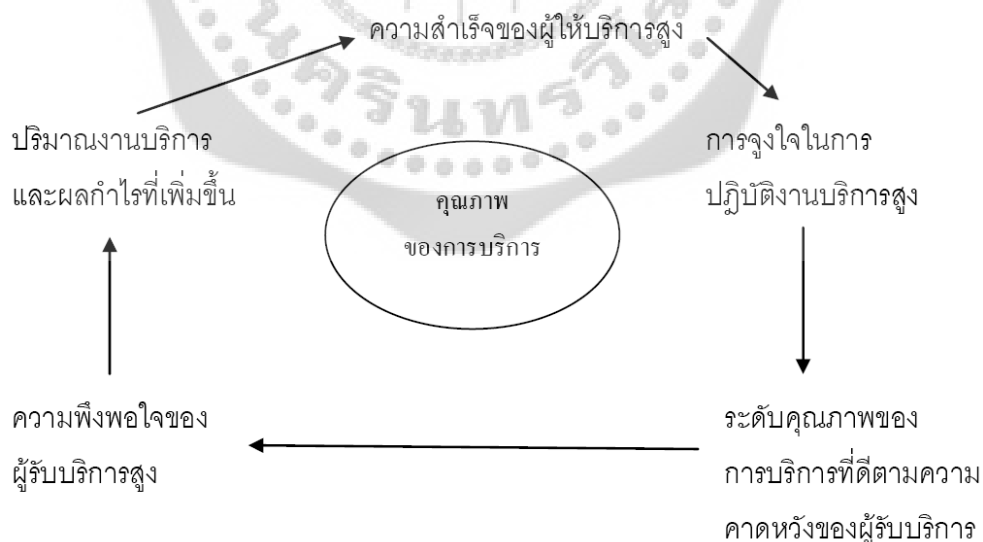 ความสำเร็จของผู้ให้บริการสูง
ปริมาณงานบริการ
และผลกำไรที่เพิ่มขึ้น
การจูงใจในการ
ปฏิบัติงานบริการสูง
คุณภาพ
ของการบริการ
ความพึงพอใจของ
ผู้รับบริการสูง
ระดับคุณภาพของ
การบริการที่ดีตามความ
คาดหวังของผู้รับบริการ